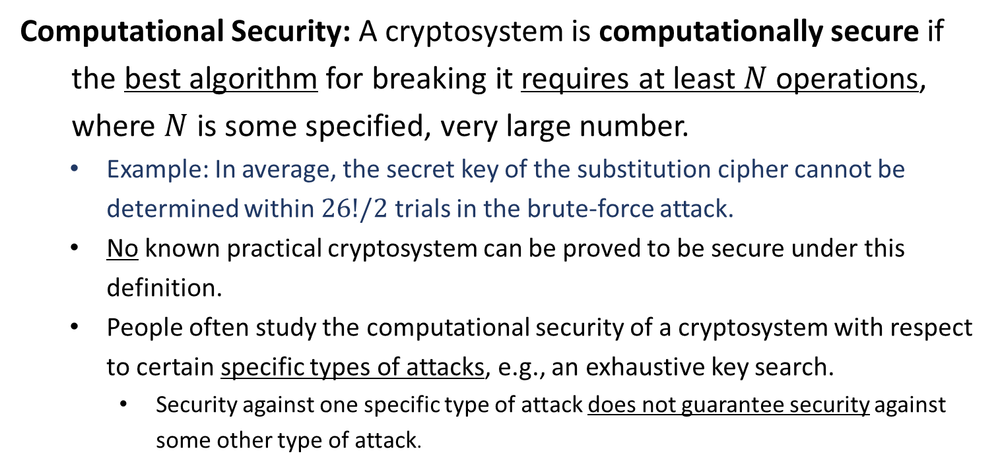 Computational Security: A cryptosystem is computationally secure if
the best algorithm for breaking it requires at least N operations,
where N is some specified, very large number.
• Example: In average, the secret key of the substitution cipher cannot be
determined within 26!/2 trials in the brute-force attack.
• No known practical cryptosystem can be proved to be secure under this
definition.
• People often study the computational security of a cryptosystem with respect
to certain specific types of attacks, e.g., an exhaustive key search.
• Security against one specific type of attack does not guarantee security against
some other type of attack.